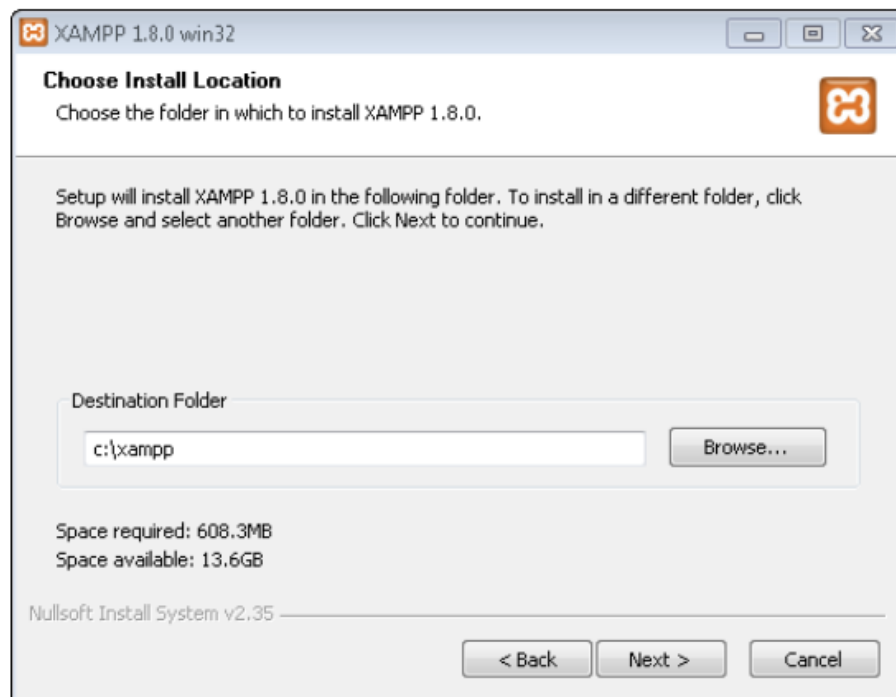 XAMPP 1.8.0 win32
Choose Install Location
Choose the folder in which to install XAMPP 1.8.0.
Setup will install XAMPP 1.8.0 in the following folder. To install in a different folder, click
Browse and select another folder. Click Next to continue.
Destination Folder
c:\xampp
Browse...
Space required: 608.3MB
Space available: 13.6GB
Nullsoft Install System v2.35
< Back
Next >
Cancel